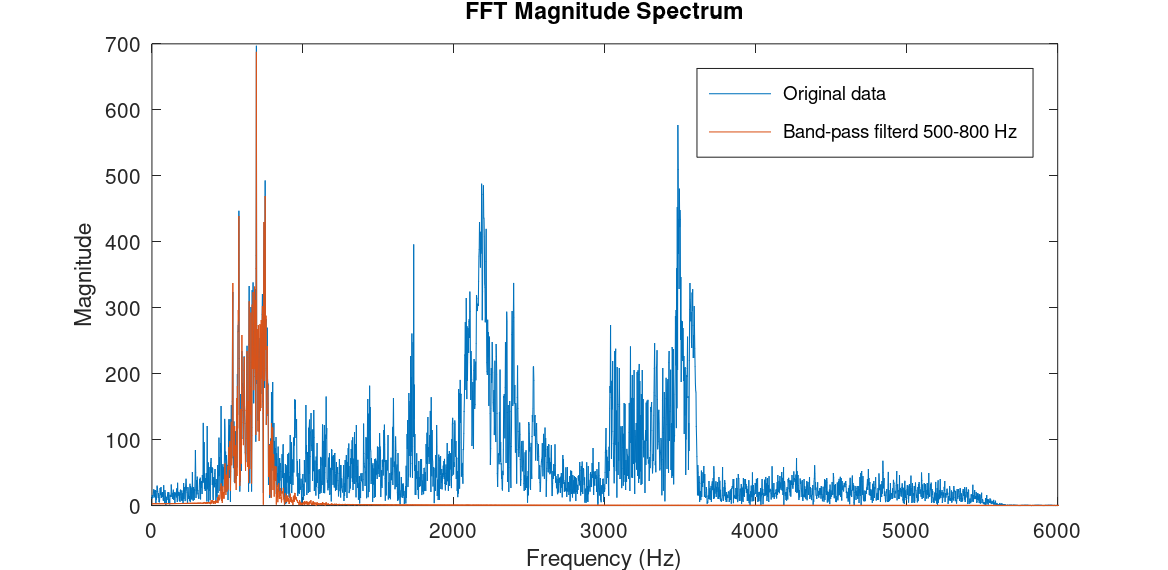 FFT Magnitude Spectrum
700
600
500
400
300
200
100
0
Magnitude
Original data
Band-pass filterd 500-800 Hz
0 1000 2000 3000 4000 5000 6000
Frequency (Hz)